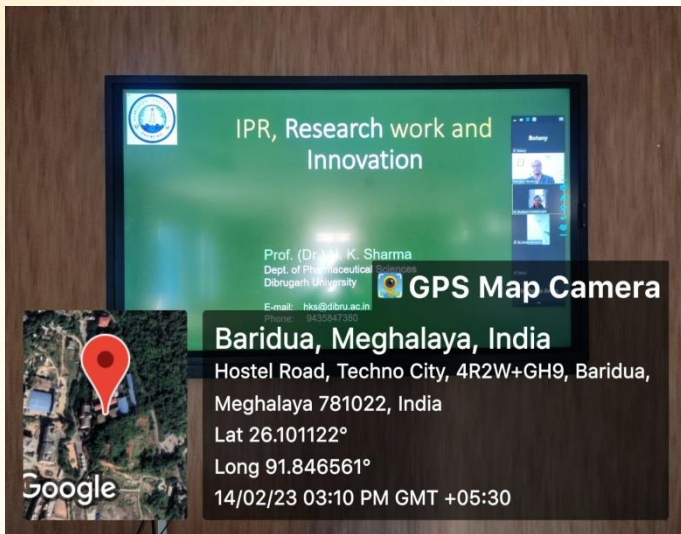 IPR, Research work and
Innovation
Botany
Prof. (Dr.) H. K. Sharma
Dept. of Pharmaceutical Sciences
Dibrugarh University
E-mail: hks@dibru.ac.in
Phone: 9435847380
GPS Map Camera
Baridua, Meghalaya, India
Hostel Road, Techno City, 4R2W+GH9, Baridua,
Meghalaya 781022, India
Lat 26.101122°
Long 91.846561°
14/02/23 03:10 PM GMT +05:30
Google